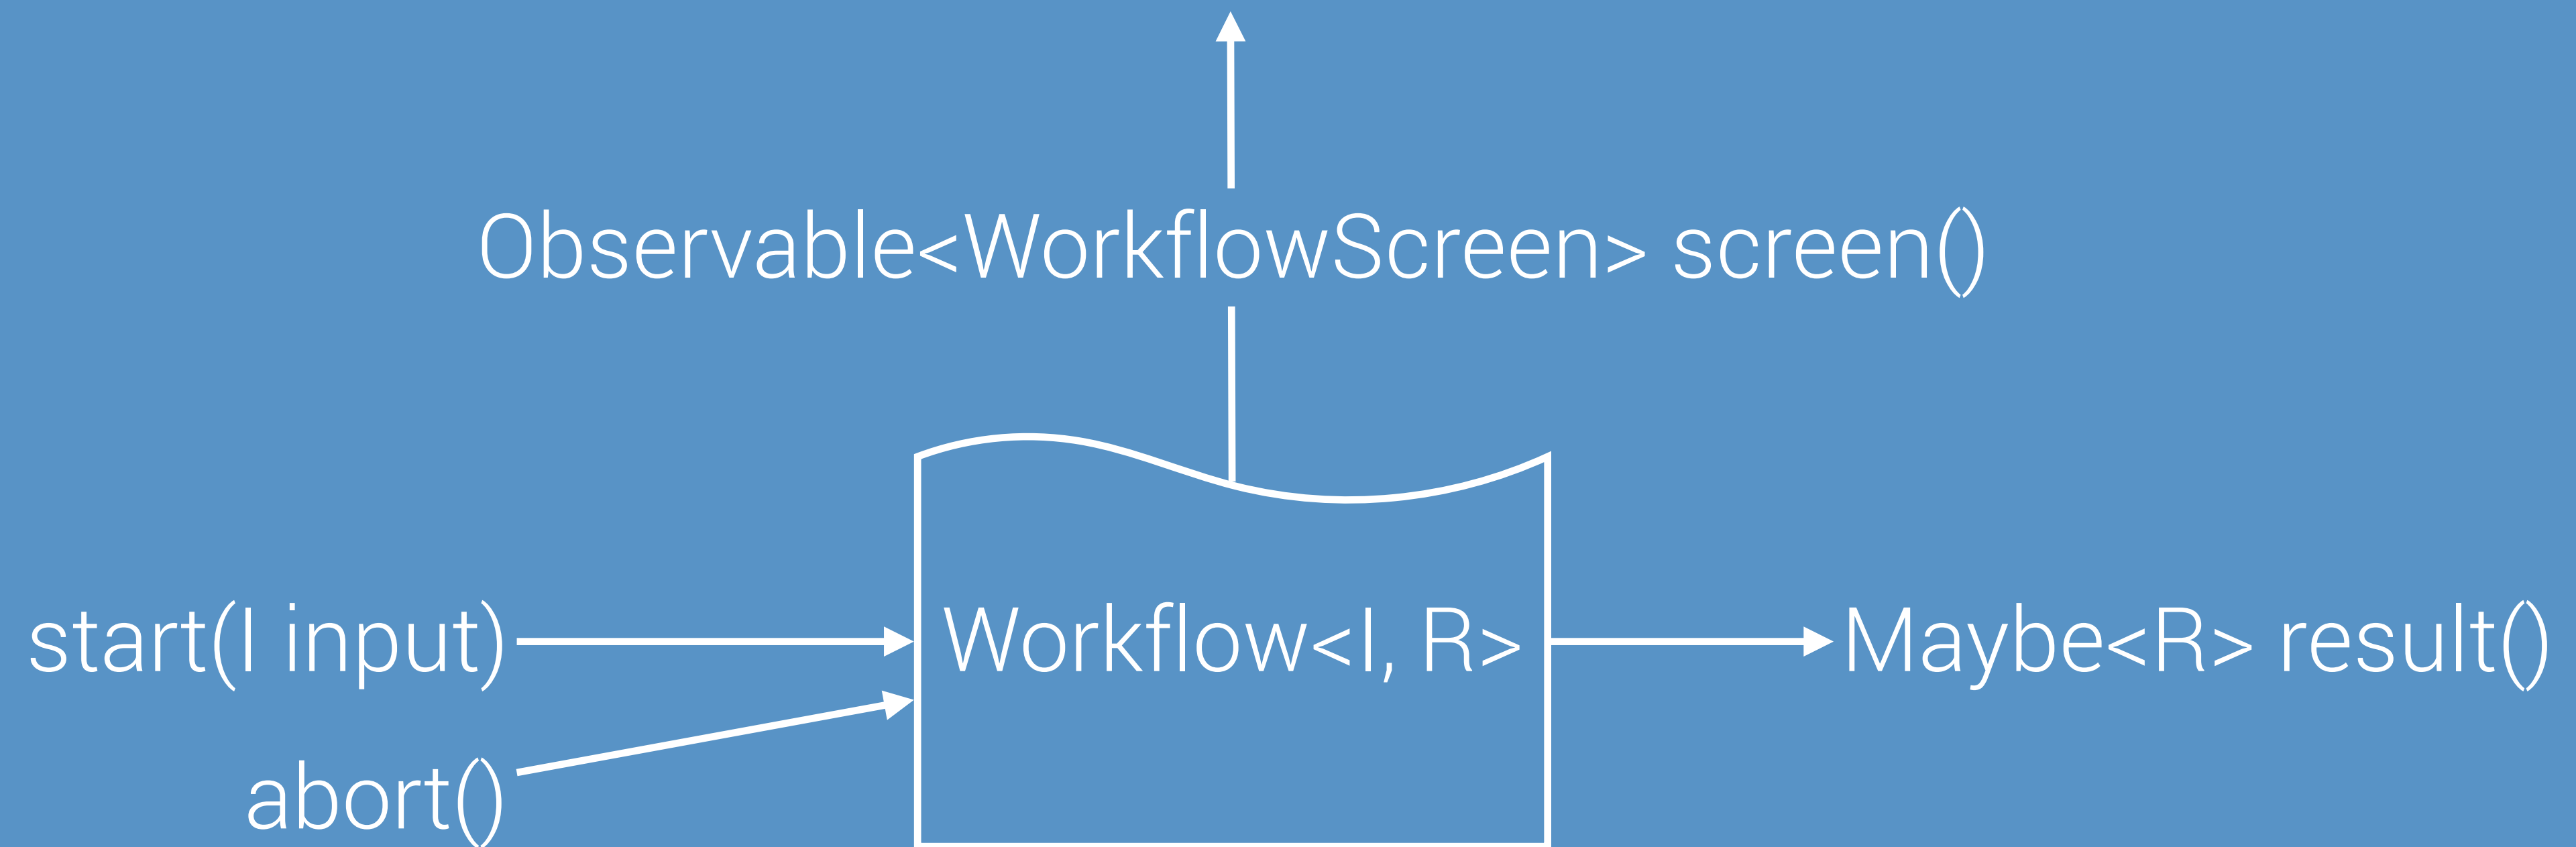 Observable<WorkflowScreen> screen()
start(I input)
Workflow<I, R>
Maybe<R> result()
abort()